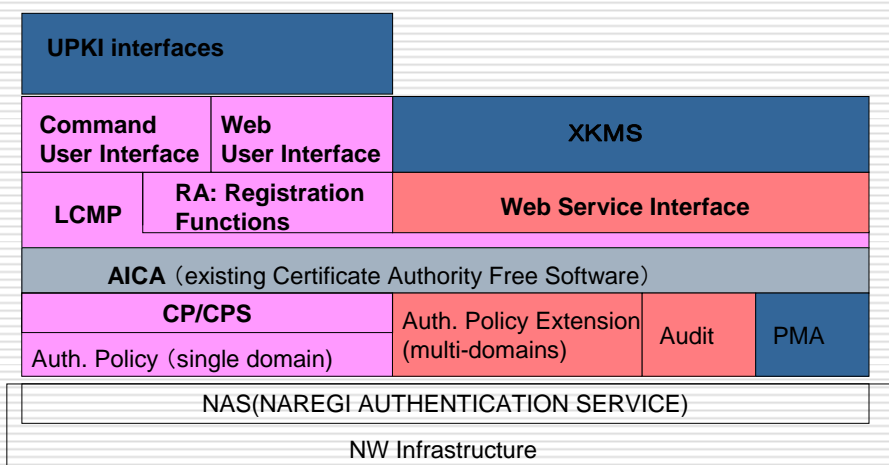 UPKI interfaces
Command
User Interface
Web
User Interface
XKMS
LCMP
RA: Registration
Functions
Web Service Interface
AICA（existing Certificate Authority Free Software）
CP/CPS
Auth. Policy（single domain)
Auth. Policy Extension
(multi-domains)
Audit
PMA
NAS(NAREGI AUTHENTICATION SERVICE)
NW Infrastructure